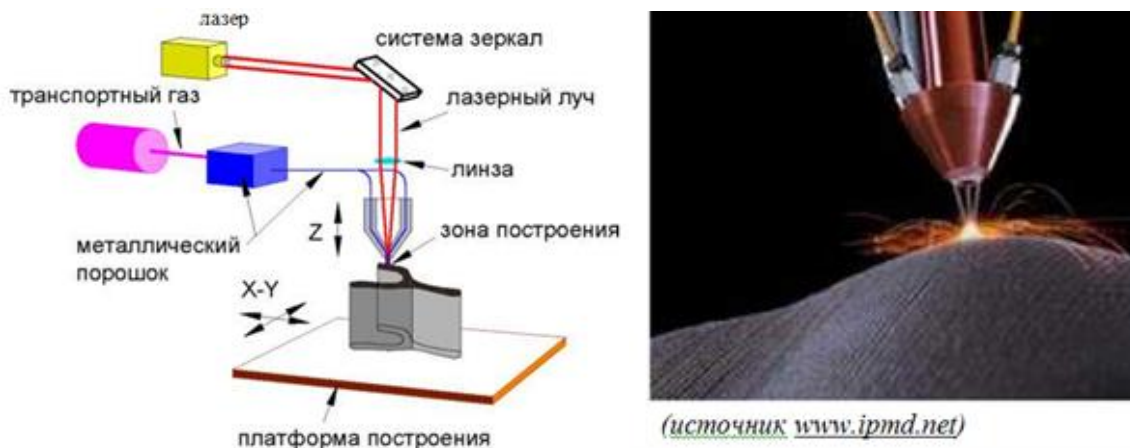 лазер
система зеркал
транспортный газ
лазерный луч
линза
Z
зона построения
металлический
порошок
X-Y
платформа построения
(источник www.ipmd.net)